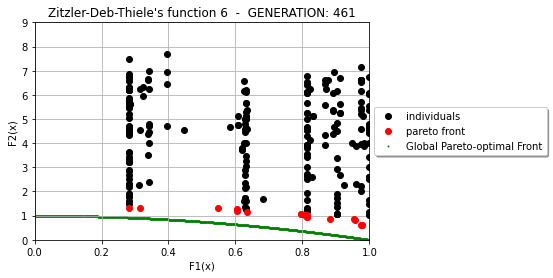 Zitzler-Deb-Thiele's function 6 - GENERATION: 461
9
8
7
6
5
4
3
2
1
0
F2(x)
0.0 0.2 0.4 0.6 0.8 1.0
F1(x)
individuals
pareto front
Global Pareto-optimal Front